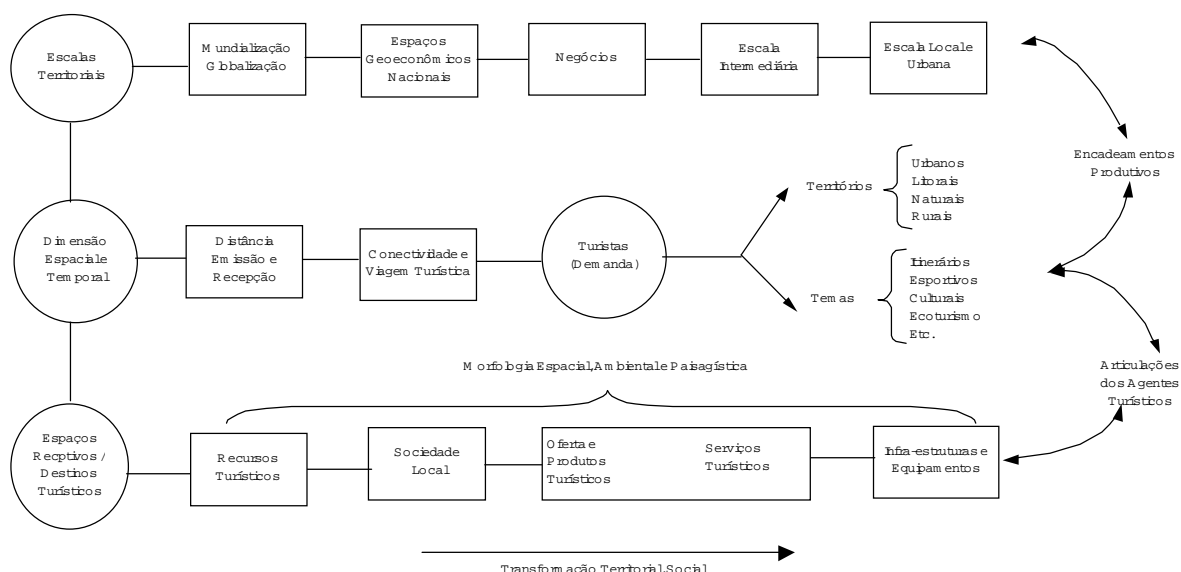 Escalas
Territoriais
Mundialização
Globalização
Espaços
Geoeconômicos
Nacionais
Negócios
Escala
Intermediária
Escala Local e
Urbana
Encadeamentos
Produtivos
Dimensão
Espacial e
Temporal
Distância
Emissão e
Recepção
Conectividade e
Viagem Turística
Turistas
(Demanda)
Territórios
Urbanos
Litorais
Naturais
Rurais
Temas
Itinerários
Esportivos
Culturais
Ecoturismo
Etc.
Articulações
dos Agentes
Turísticos
Morfologia Espacial, Ambiental e Paisagística
Espaços
Recptivos /
Destinos
Turísticos
Recursos
Turísticos
Sociedade
Local
Oferta e
Produtos
Turísticos
Serviços
Turísticos
Infra-estruturas e
Equipamentos
Transformação Territorial Social